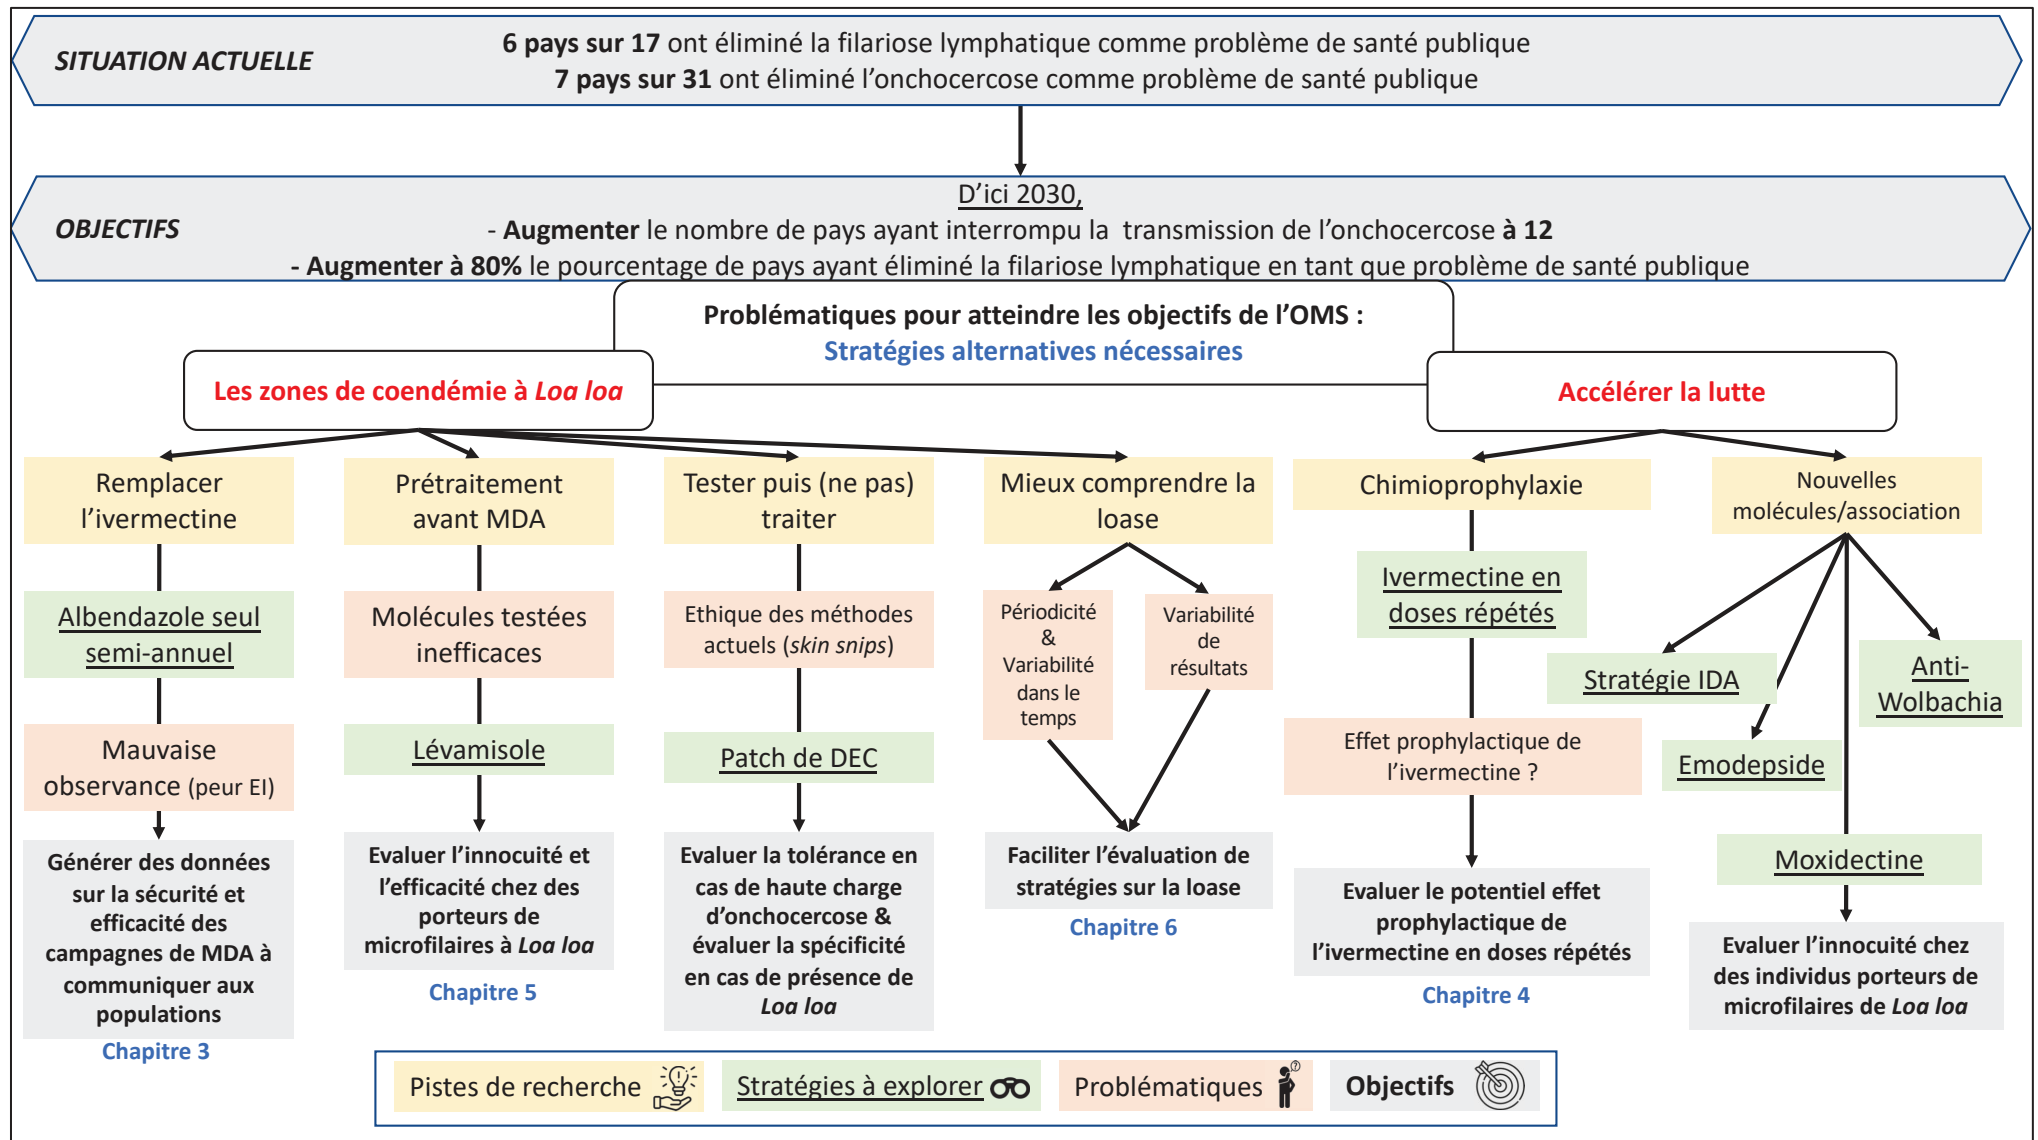 SITUATION ACTUELLE
6 pays sur 17 ont éliminé la filariose lymphatique comme problème de santé publique
7 pays sur 31 ont éliminé l'onchocercose comme problème de santé publique
OBJECTIFS
D'ici 2030,
- Augmenter le nombre de pays ayant interrompu la transmission de l'onchocercose à 12
- Augmenter à 80% le pourcentage de pays ayant éliminé la filariose lymphatique en tant que problème de santé publique
Problématiques pour atteindre les objectifs de l'OMS :
Stratégies alternatives nécessaires
Les zones de coendémie à Loa loa
Accélérer la lutte
Remplacer
l'ivermectine
Albendazole seul
semi-annuel
Mauvaise
observance (peur EI)
Générer des données
sur la sécurité et
efficacité des
campagnes de MDA à
communiquer aux
populations
Chapitre 3
Prétraitement
avant MDA
Molécules testées
inefficaces
Lévamisole
Evaluer l'innocuité et
l'efficacité chez des
porteurs de
microfilaires à Loa loa
Chapitre 5
Tester puis (ne pas)
traiter
Ethique des méthodes
actuels (skin snips)
Patch de DEC
Evaluer la tolérance en
cas de haute charge
d'onchocercose &
évaluer la spécificité
en cas de présence de
Loa loa
Mieux comprendre la
loase
Périodicité
&
Variabilité
dans le
temps
Variabilité
de
résultats
Faciliter l'évaluation de
stratégies sur la loase
Chapitre 6
Chimioprophylaxie
Ivermectine en
doses répétés
Effet prophylactique de
l'ivermectine ?
Evaluer le potentiel effet
prophylactique de
l'ivermectine en doses répétés
Chapitre 4
Nouvelles
molécules/association
Stratégie IDA
Emodepside
Anti-
Wolbachia
Moxidectine
Evaluer l'innocuité chez
des individus porteurs de
microfilaires de Loa loa
Pistes de recherche
Stratégies à explorer
Problématiques
Objectifs